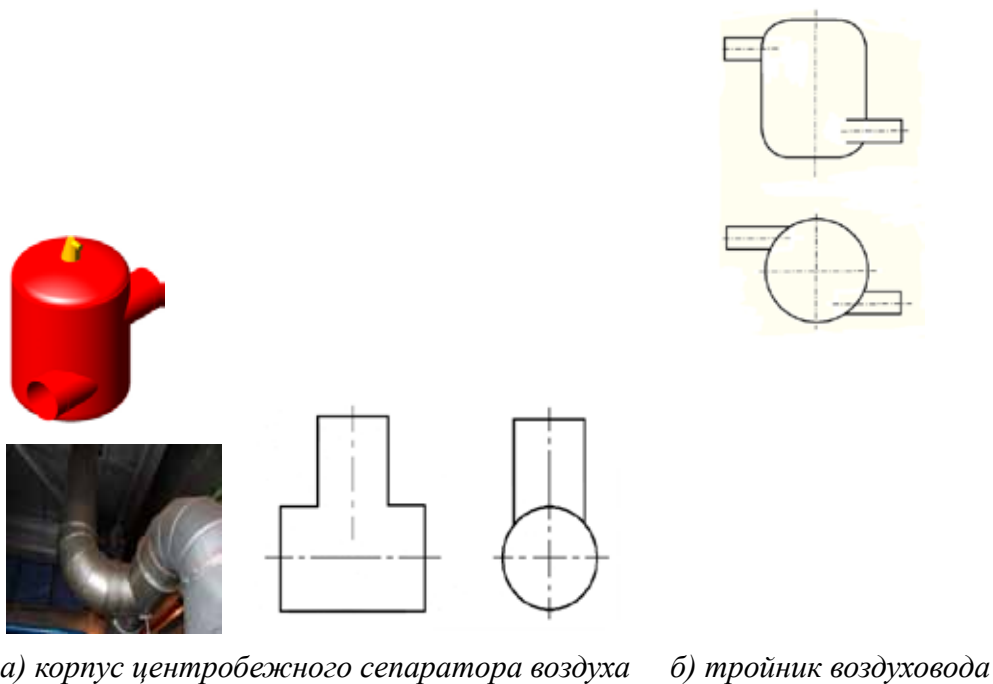 а) корпус центробежного сепаратора воздуха б) тройник воздуховода